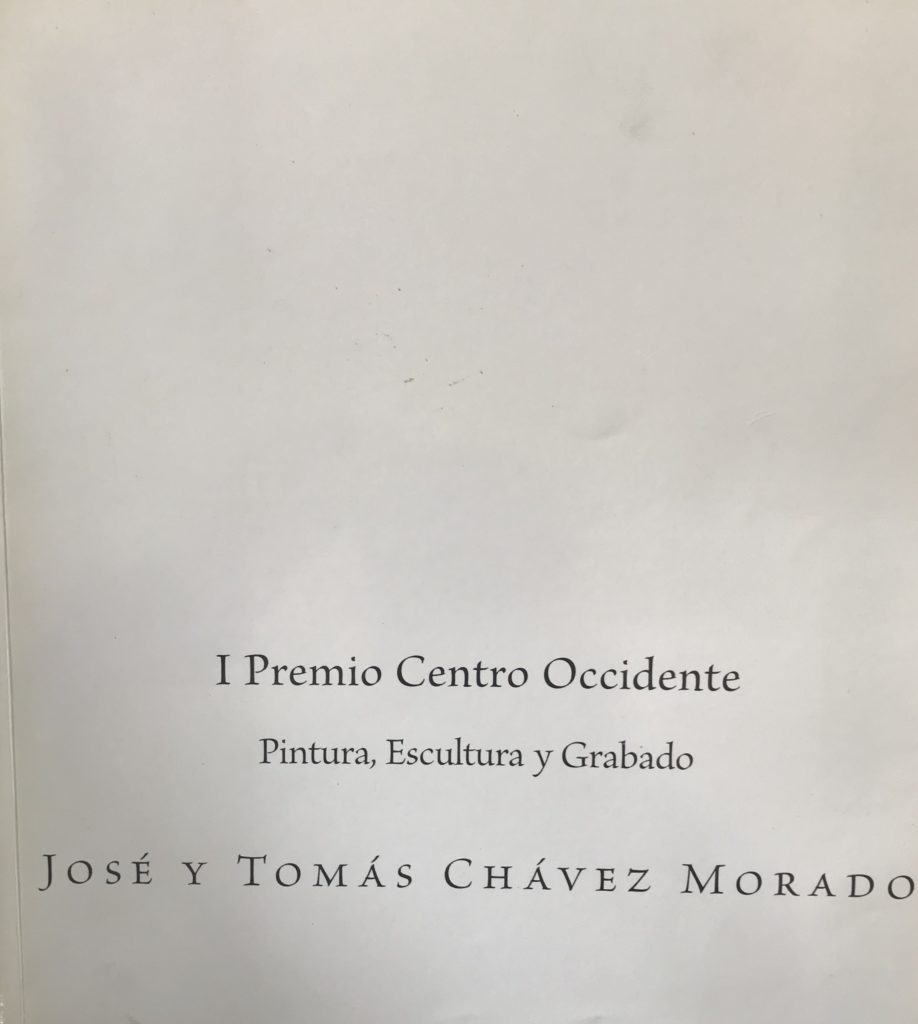 I Premio Centro Occidente
Pintura, Escultura y Grabado
José y Tomás Chávez Morado